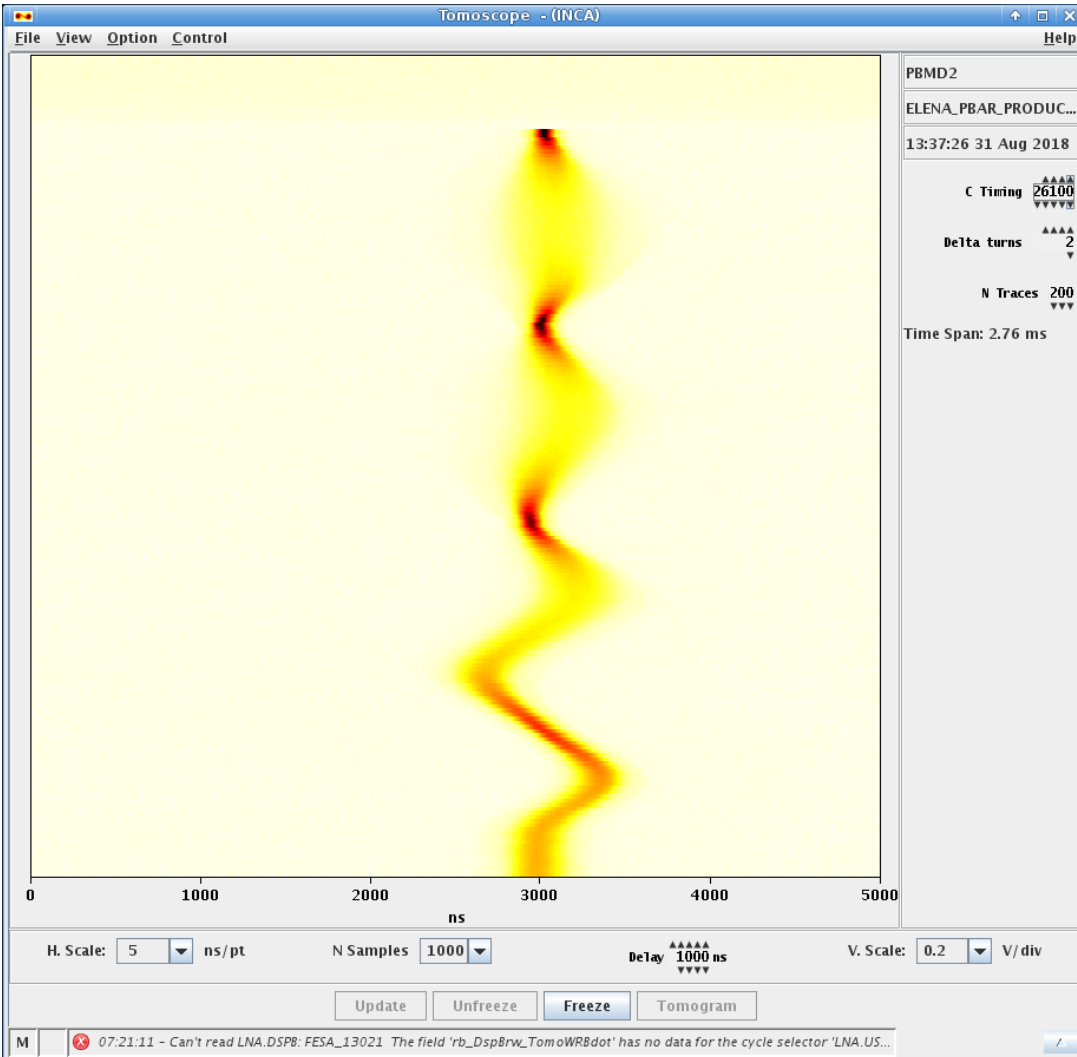 Tomoscope - (INCA)
File View Option Control Help
PBMD2
ELENA_PBAR_PRODUC...
13:37:26 31 Aug 2018
C Timing 26100
Delta turns 2
N Traces 200
Time Span: 2.76 ms
0 1000 2000 3000 4000 5000
ns
H. Scale: 5 ns/pt N Samples 1000 Delay 1000 ns V. Scale: 0.2 V/div
Update Unfreeze Freeze Tomogram
M 07:21:11 - Can't read LNA.DSPB: FESA_13021 The field 'rb_DspBrw_TomoWRBdot' has no data for the cycle selector 'LNA.US...